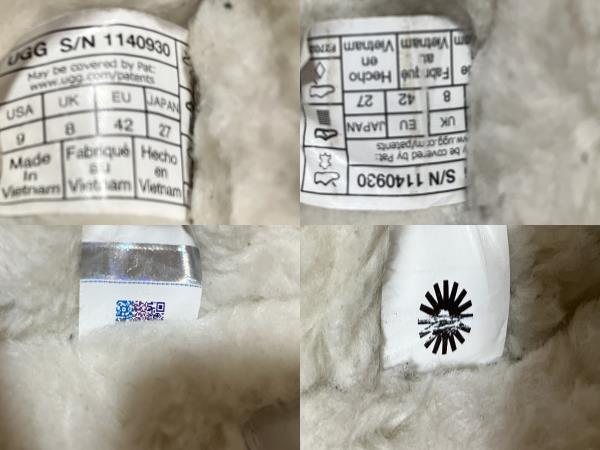 UGG S/N 1140930
May be covered by Pat:
www.ugg.com/patents
USA UK EU JAPAN
9 8 42 27
Made Fabriqué Hecho
In au en
Vietnam Vietnam Vietnam
S/N 1140930
be covered by Pat:
ww.ugg.com/patents
UK EU JAPAN
8 42 27
Fabriqué Hecho
au en
Vietnam Vietnam